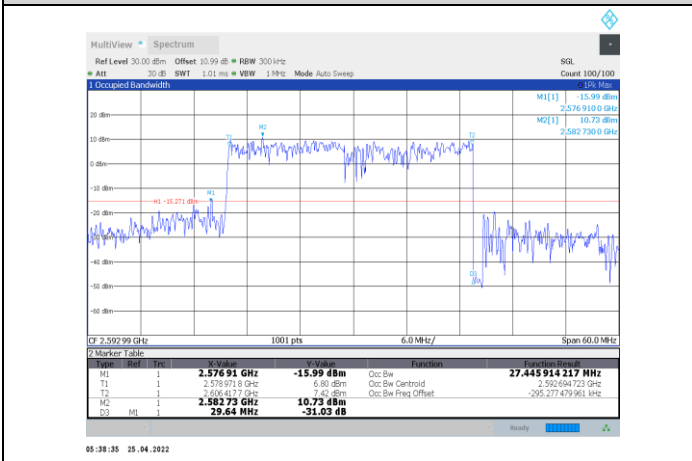 MultiView Spectrum
Ref Level 30.00 dBm Offset 10.99 dB RBW 300 kHz SGL
Att 30 dB SWT 1.01 ms VBW 1 MHz Mode Auto Sweep Count 100/100
1 Occupied Bandwidth 1Pk Max
M1[1] -15.99 dBm
2.576 910 0 GHz
M2[1] 10.73 dBm
2.582 730 0 GHz
20 dBm
M2
T1 T2
10 dBm
0 dBm
-10 dBm
M1
H1 -15.271 dBm
-20 dBm
-30 dBm
-40 dBm
D3
-50 dBm
-60 dBm
CF 2.592 99 GHz 1001 pts 6.0 MHz/ Span 60.0 MHz
2 Marker Table
Type Ref Trc X-Value Y-Value Function Function Result
M1 1 2.576 91 GHz -15.99 dBm Occ Bw 27.445 914 217 MHz
T1 1 2.578 971 8 GHz 6.80 dBm Occ Bw Centroid 2.592 694 723 GHz
T2 1 2.606 417 7 GHz 7.42 dBm Occ Bw Freq Offset -295.277 479 961 kHz
M2 1 2.582 73 GHz 10.73 dBm
D3 M1 1 29.64 MHz -31.03 dB
Ready
05:38:35 25.04.2022